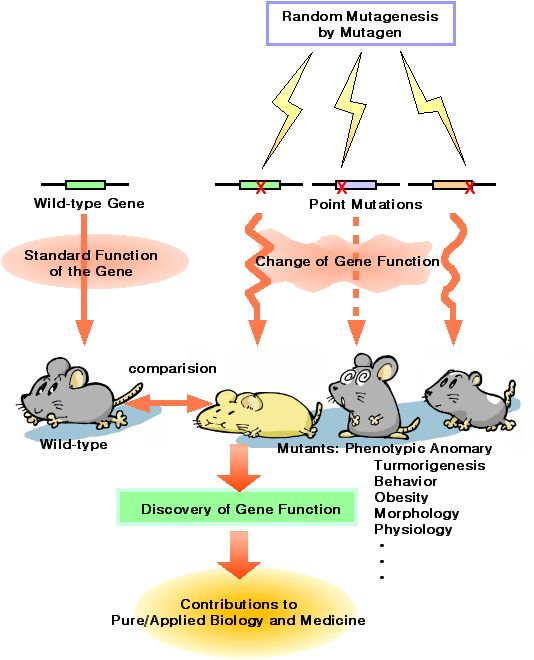 Random Mutagenesis
by Mutagen
X
X
X
Wild-type Gene
Point Mutations
Standard Function
of the Gene
Change of Gene Function
comparision
Wild-type
Mutants: Phenotypic Anomary
Turmorigenesis
Behavior
Obesity
Morphology
Physiology
Discovery of Gene Function
Contributions to
Pure/Applied Biology and Medicine